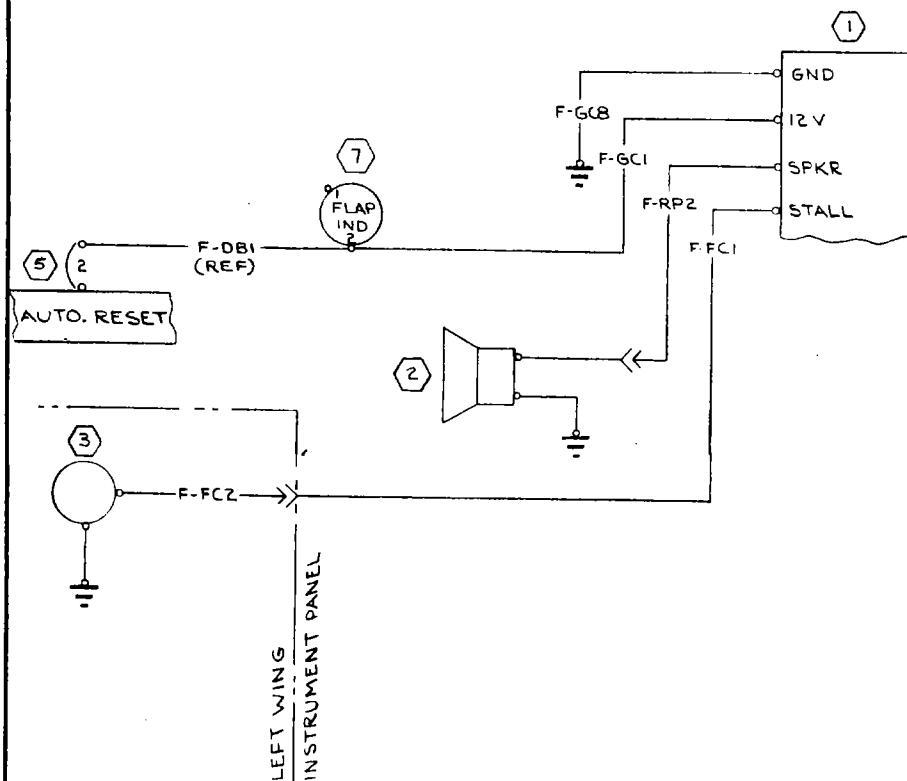 1
GND
F-GC8
12V
7
F-GC1
SPKR
1
FLAP
IND
2
F-RP2
STALL
F-DB1
(REF)
F-FC1
5
2
AUTO. RESET
2
3
F-FC2
LEFT WING
INSTRUMENT PANEL